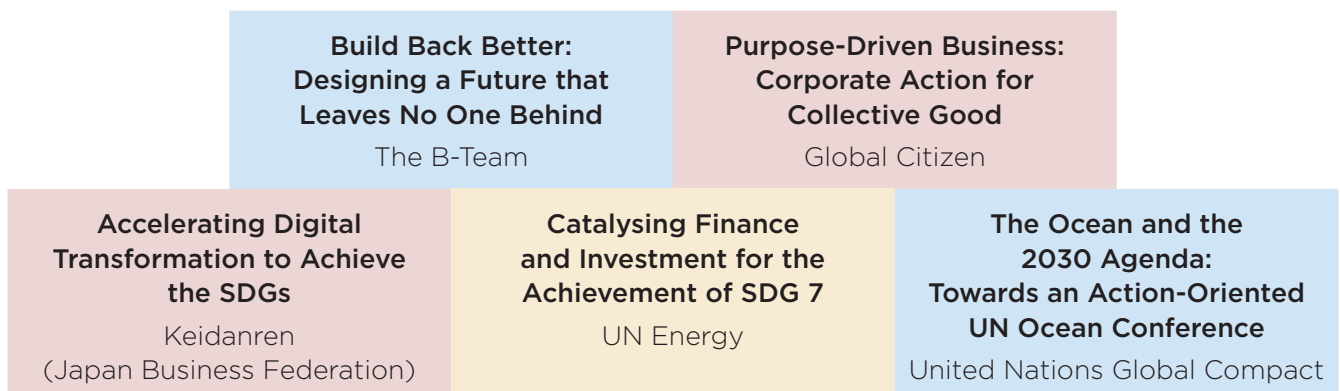 Build Back Better:
Designing a Future that
Leaves No One Behind
The B-Team
Purpose-Driven Business:
Corporate Action for
Collective Good
Global Citizen
Accelerating Digital
Transformation to Achieve
the SDGs
Keidanren
(Japan Business Federation)
Catalysing Finance
and Investment for the
Achievement of SDG 7
UN Energy
The Ocean and the
2030 Agenda:
Towards an Action-Oriented
UN Ocean Conference
United Nations Global Compact